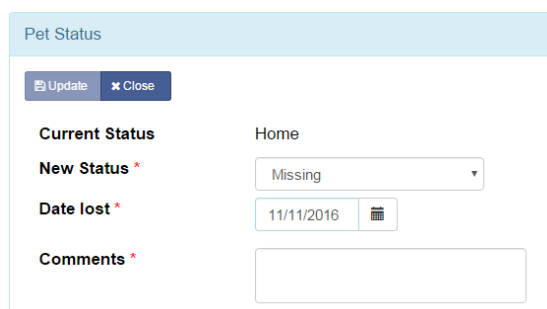 Pet Status
Update
Close
Current Status Home
New Status * Missing
Date lost * 11/11/2016
Comments *